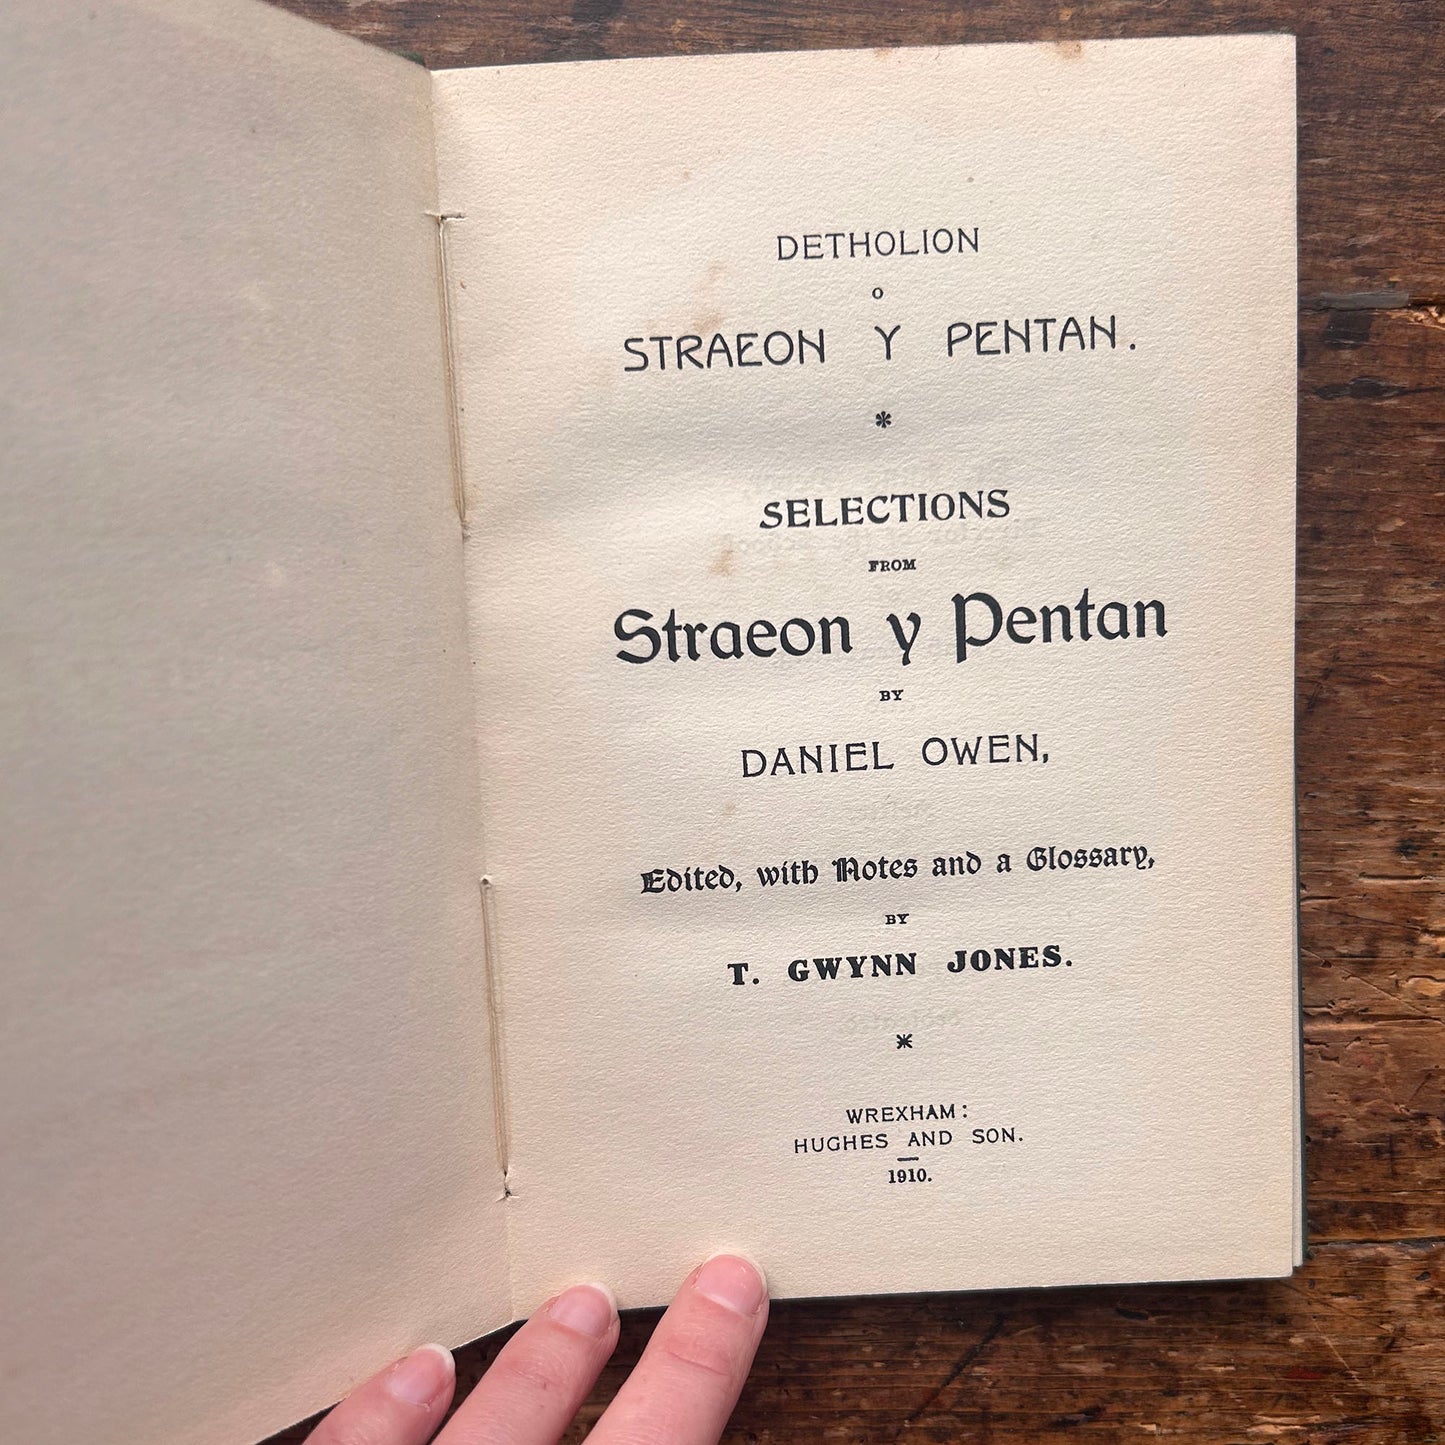 DETHOLION
O
STRAEON Y PENTAN.
*
SELECTIONS
FROM
Straeon y Pentan
BY
DANIEL OWEN,
Edited, with Notes and a Glossary,
BY
T. GWYNN JONES.
*
WREXHAM:
HUGHES AND SON.
1910.